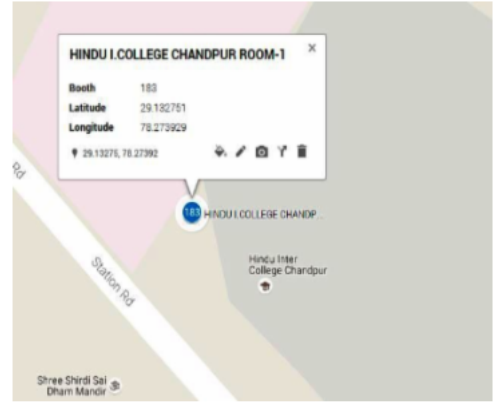 HINDU I.COLLEGE CHANDPUR ROOM-1
Booth 183
Latitude 29.132751
Longitude 78.273929
29.13275, 78.27392
183 HINDU I.COLLEGE CHANDP...
Hindu Inter
College Chandpur
Rd
Station Rd
Shree Shirdi Sai
Dham Mandir